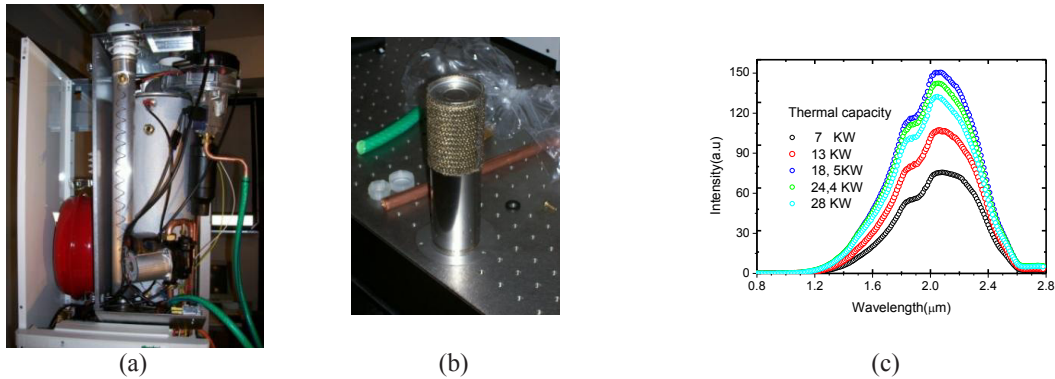 150
120
90
60
30
0
Intensity(a.u)
Thermal capacity
7 KW
13 KW
18, 5KW
24,4 KW
28 KW
0.8 1.2 1.6 2.0 2.4 2.8
Wavelength(μm)
(a) (b) (c)